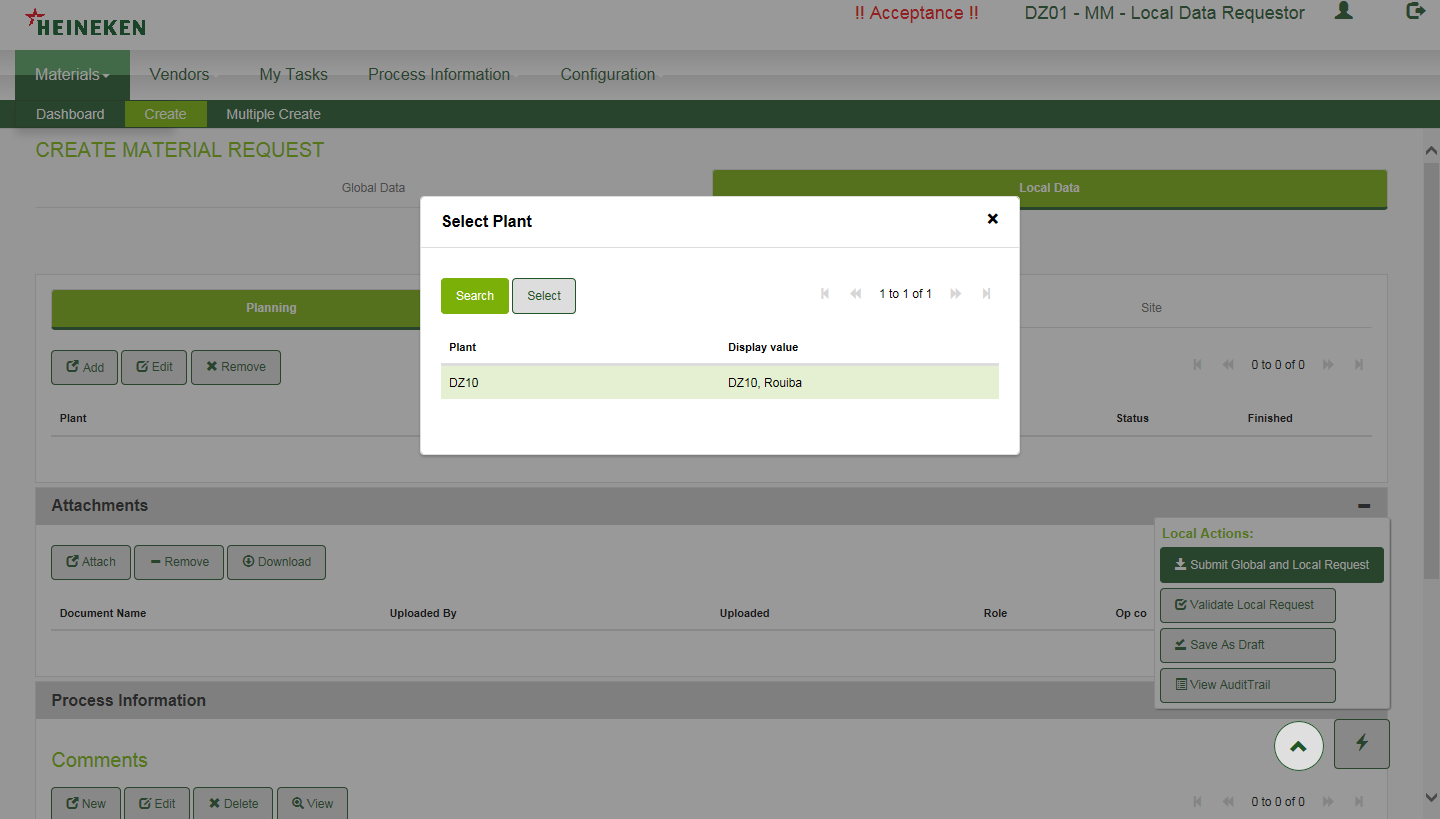 HEINEKEN
!! Acceptance !!
DZ01 - MM - Local Data Requestor
Materials
Vendors
My Tasks
Process Information
Configuration
Dashboard
Create
Multiple Create
CREATE MATERIAL REQUEST
Global Data
Local Data
Select Plant
Search
Select
1 to 1 of 1
Plant
Display value
DZ10
DZ10, Rouiba
Planning
Site
Add
Edit
Remove
0 to 0 of 0
Plant
Status
Finished
Attachments
Attach
Remove
Download
Document Name
Uploaded By
Uploaded
Role
Op co
Local Actions:
Submit Global and Local Request
Validate Local Request
Save As Draft
View AuditTrail
Process Information
Comments
New
Edit
Delete
View
0 to 0 of 0